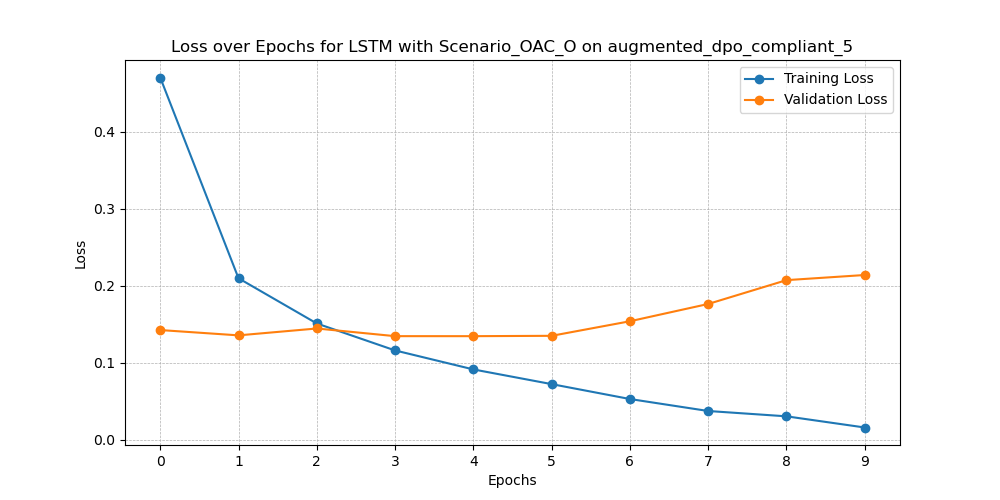 Loss over Epochs for LSTM with Scenario_OAC_O on augmented_dpo_compliant_5
Training Loss
Validation Loss
Loss
0.4
0.3
0.2
0.1
0.0
0 1 2 3 4 5 6 7 8 9
Epochs